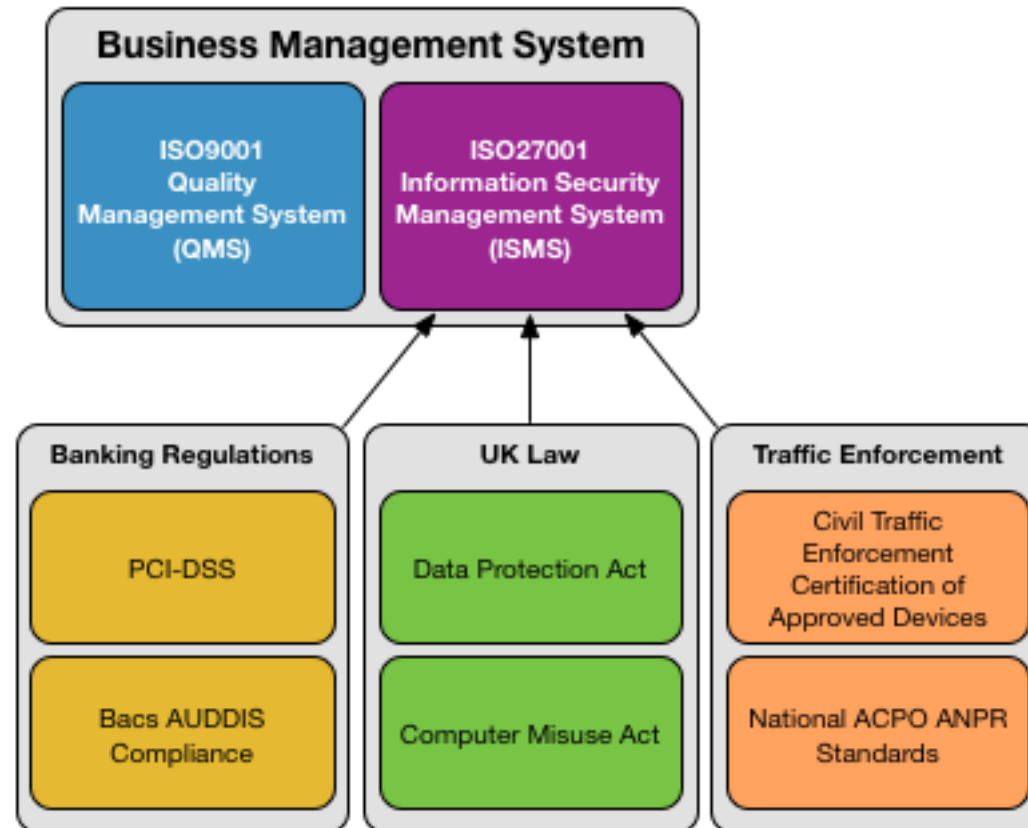 Business Management System
ISO9001
Quality
Management System
(QMS)
ISO27001
Information Security
Management System
(ISMS)
Banking Regulations
PCI-DSS
Bacs AUDDIS
Compliance
UK Law
Data Protection Act
Computer Misuse Act
Traffic Enforcement
Civil Traffic
Enforcement
Certification of
Approved Devices
National ACPO ANPR
Standards